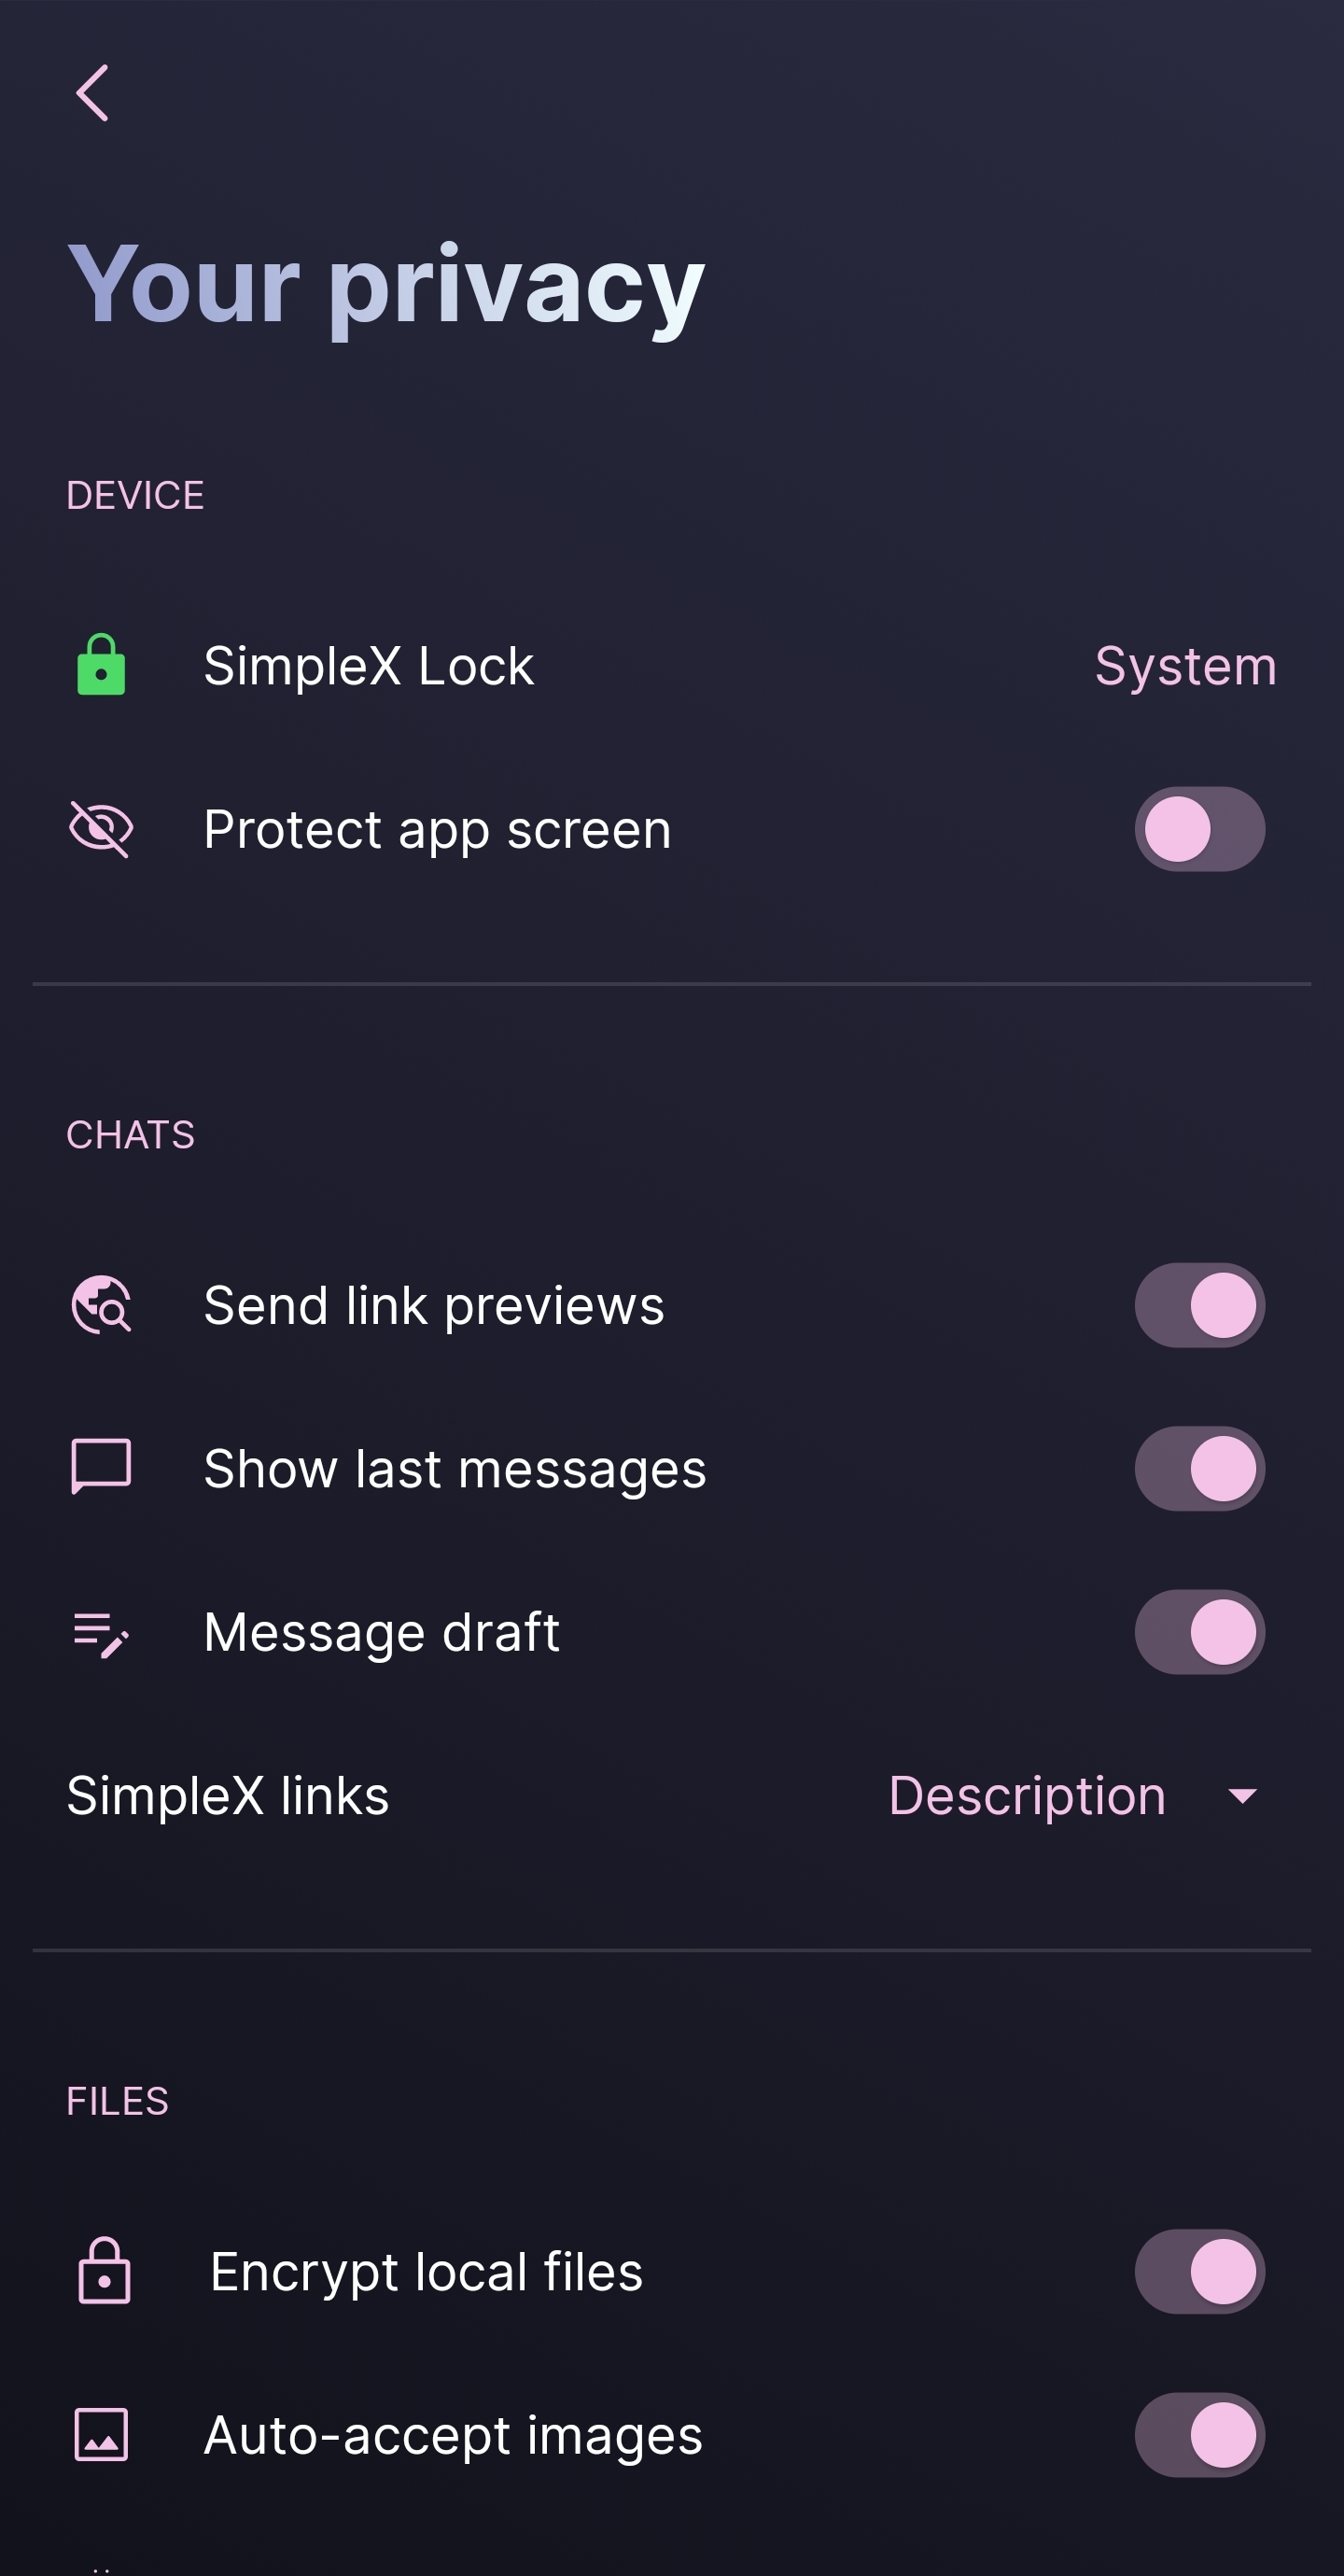 Your privacy
DEVICE
SimpleX Lock System
Protect app screen
CHATS
Send link previews
Show last messages
Message draft
SimpleX links Description
FILES
Encrypt local files
Auto-accept images